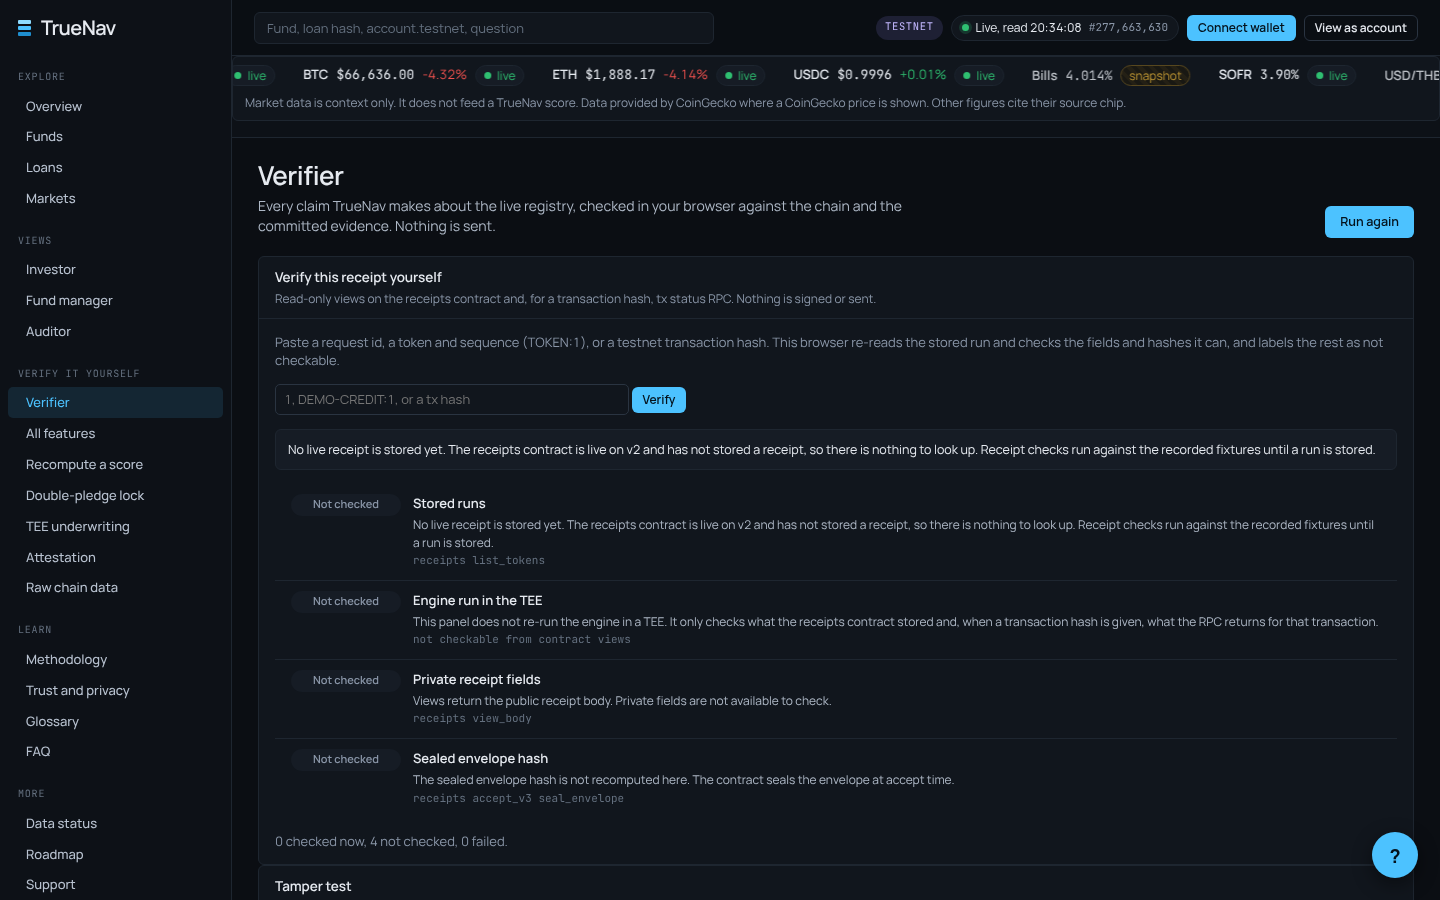 TrueNav
EXPLORE
Overview
Funds
Loans
Markets
VIEWS
Investor
Fund manager
Auditor
VERIFY IT YOURSELF
Verifier
All features
Recompute a score
Double-pledge lock
TEE underwriting
Attestation
Raw chain data
LEARN
Methodology
Trust and privacy
Glossary
FAQ
MORE
Data status
Roadmap
Support
Fund, loan hash, account.testnet, question
TESTNET
Live, read 20:34:08 #277,663,630
Connect wallet
View as account
live BTC $66,636.00 -4.32% live ETH $1,888.17 -4.14% live USDC $0.9996 +0.01% live Bills 4.014% snapshot SOFR 3.90% live USD/THB
Market data is context only. It does not feed a TrueNav score. Data provided by CoinGecko where a CoinGecko price is shown. Other figures cite their source chip.
Verifier
Every claim TrueNav makes about the live registry, checked in your browser against the chain and the
committed evidence. Nothing is sent.
Run again
Verify this receipt yourself
Read-only views on the receipts contract and, for a transaction hash, tx status RPC. Nothing is signed or sent.
Paste a request id, a token and sequence (TOKEN:1), or a testnet transaction hash. This browser re-reads the stored run and checks the fields and hashes it can, and labels the rest as not
checkable.
1, DEMO-CREDIT:1, or a tx hash
Verify
No live receipt is stored yet. The receipts contract is live on v2 and has not stored a receipt, so there is nothing to look up. Receipt checks run against the recorded fixtures until a run is stored.
Not checked
Stored runs
No live receipt is stored yet. The receipts contract is live on v2 and has not stored a receipt, so there is nothing to look up. Receipt checks run against the recorded fixtures until
a run is stored.
receipts list_tokens
Not checked
Engine run in the TEE
This panel does not re-run the engine in a TEE. It only checks what the receipts contract stored and, when a transaction hash is given, what the RPC returns for that transaction.
not checkable from contract views
Not checked
Private receipt fields
Views return the public receipt body. Private fields are not available to check.
receipts view_body
Not checked
Sealed envelope hash
The sealed envelope hash is not recomputed here. The contract seals the envelope at accept time.
receipts accept_v3 seal_envelope
0 checked now, 4 not checked, 0 failed.
Tamper test
?